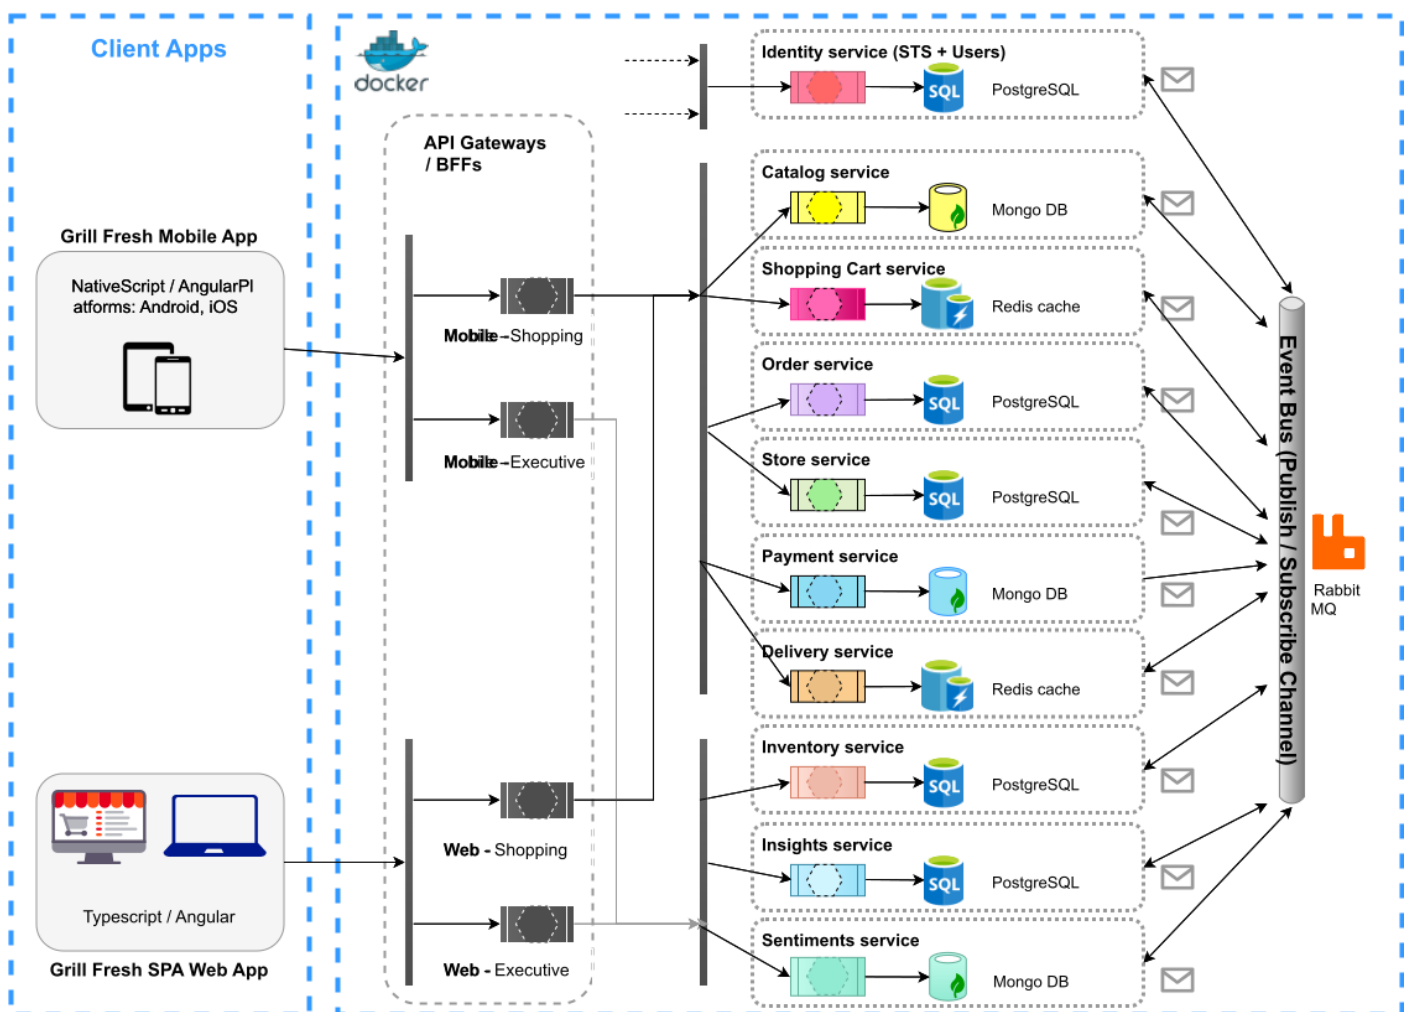 Client Apps
docker
API Gateways
/ BFFs
Grill Fresh Mobile App
NativeScript / AngularPl
atforms: Android, iOS
Mobile - Shopping
Mobile - Executive
Typescript / Angular
Grill Fresh SPA Web App
Web - Shopping
Web - Executive
Identity service (STS + Users)
SQL
PostgreSQL
Catalog service
Mongo DB
Shopping Cart service
Redis cache
Order service
SQL
PostgreSQL
Store service
SQL
PostgreSQL
Payment service
Mongo DB
Delivery service
Redis cache
Inventory service
SQL
PostgreSQL
Insights service
SQL
PostgreSQL
Sentiments service
Mongo DB
Event Bus (Publish / Subscribe Channel)
Rabbit
MQ